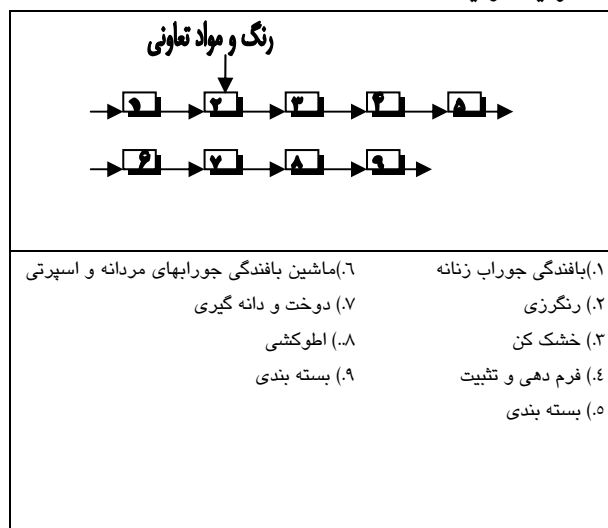 رنگ و مواد تعاونی
۱ ۲ ۳ ۴ ۵
۶ ۷ ۸ ۹
۱.)بافندگی جوراب زنانه
۲.) رنگرزی
۳.) خشک کن
۴.) فرم دهی و تثبیت
۵.) بسته بندی
۶.)ماشین بافندگی جورابهای مردانه و اسپرتی
۷.) دوخت و دانه گیری
۸..) اطوکشی
۹.) بسته بندی